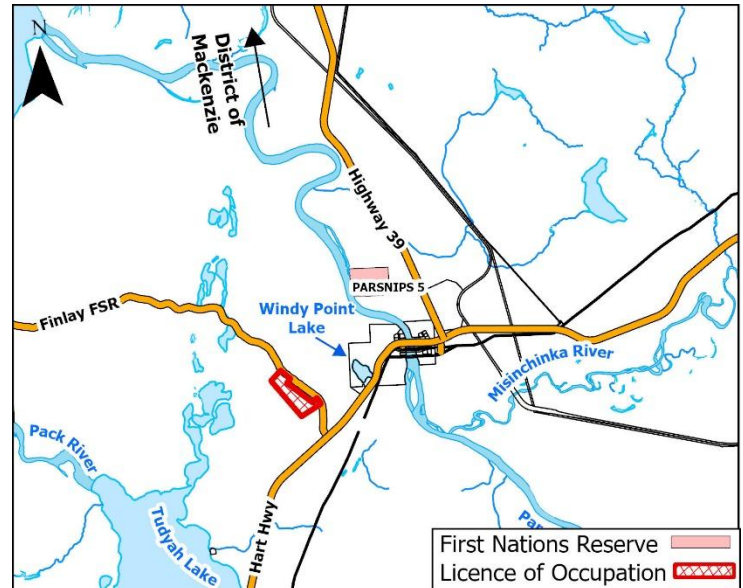 N
District of
Mackenzie
Highway 39
PARSNIPS 5
Windy Point
Lake
Finlay FSR
Misinchinka River
Pack River
Tudyah Lake
Hart Hwy
First Nations Reserve
Licence of Occupation